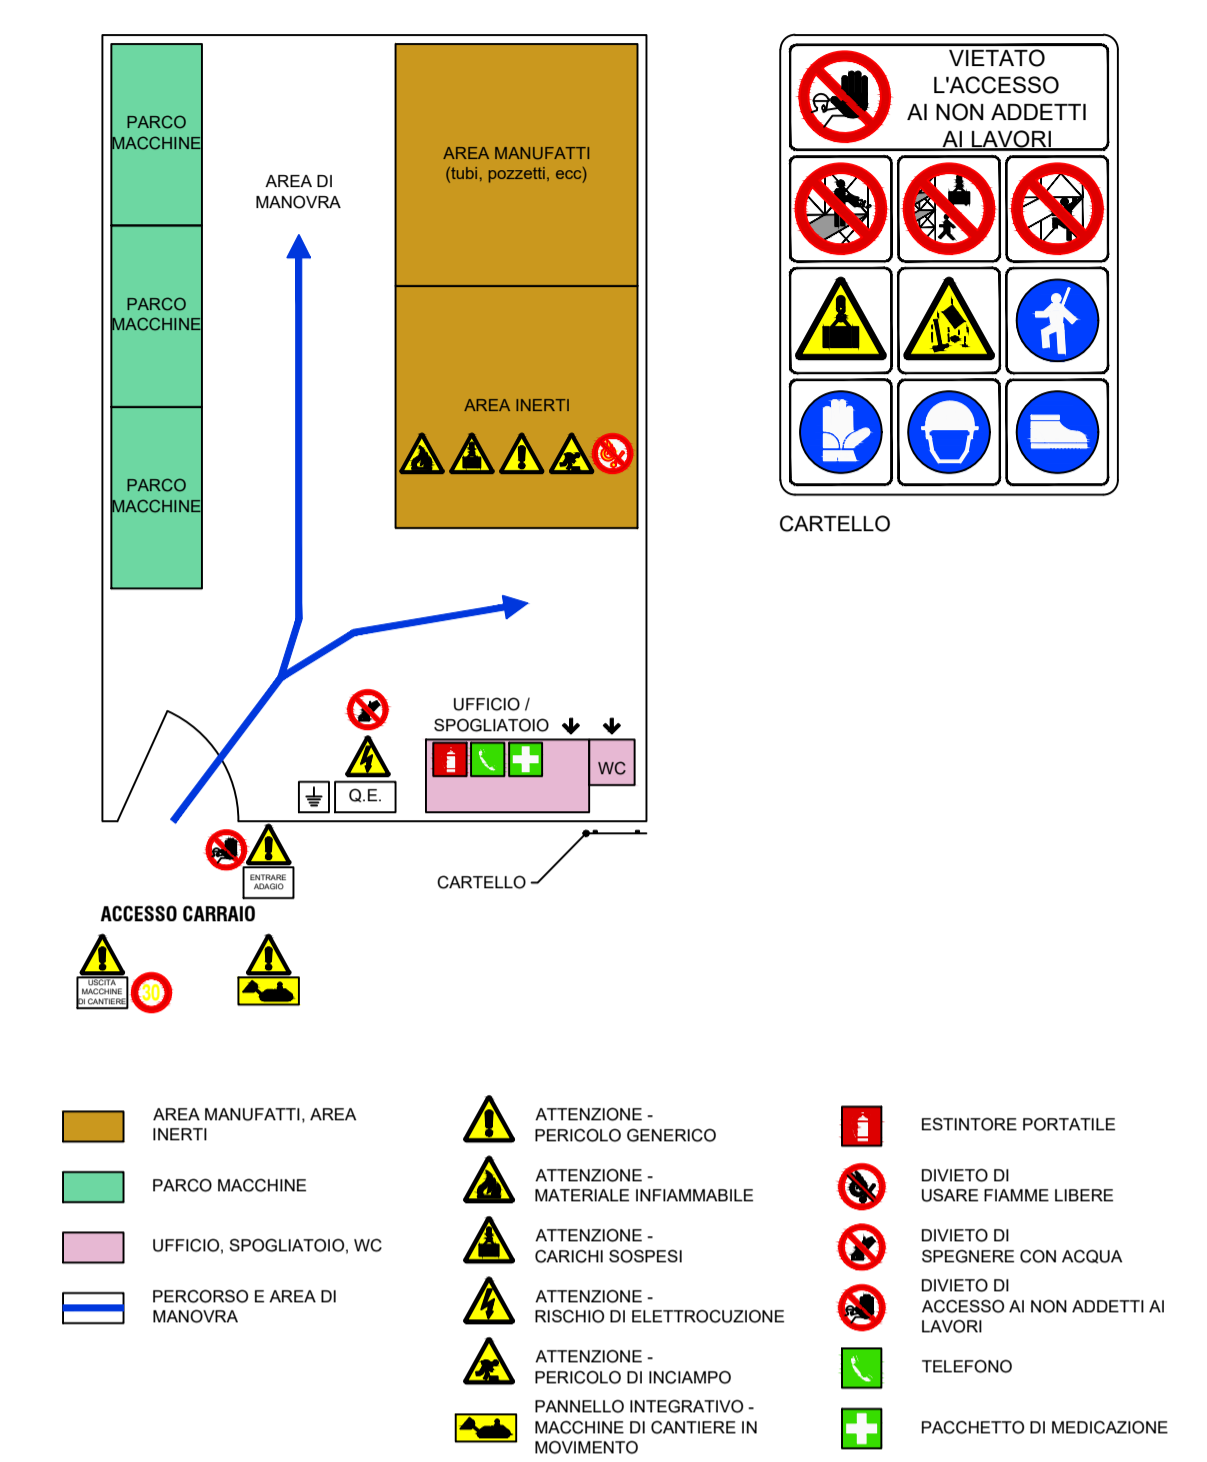 PARCO
MACCHINE
PARCO
MACCHINE
PARCO
MACCHINE
AREA DI
MANOVRA
AREA MANUFATTI
(tubi, pozzetti, ecc)
AREA INERTI
UFFICIO /
SPOGLIATOIO
WC
Q.E.
ENTRARE
ADAGIO
CARTELLO
ACCESSO CARRAIO
USCITA
MACCHINE
DI CANTIERE
30
VIETATO
L'ACCESSO
AI NON ADDETTI
AI LAVORI
CARTELLO
AREA MANUFATTI, AREA
INERTI
PARCO MACCHINE
UFFICIO, SPOGLIATOIO, WC
PERCORSO E AREA DI
MANOVRA
ATTENZIONE -
PERICOLO GENERICO
ATTENZIONE -
MATERIALE INFIAMMABILE
ATTENZIONE -
CARICHI SOSPESI
ATTENZIONE -
RISCHIO DI ELETTROCUZIONE
ATTENZIONE -
PERICOLO DI INCIAMPO
PANNELLO INTEGRATIVO -
MACCHINE DI CANTIERE IN
MOVIMENTO
ESTINTORE PORTATILE
DIVIETO DI
USARE FIAMME LIBERE
DIVIETO DI
SPEGNERE CON ACQUA
DIVIETO DI
ACCESSO AI NON ADDETTI AI
LAVORI
TELEFONO
PACCHETTO DI MEDICAZIONE